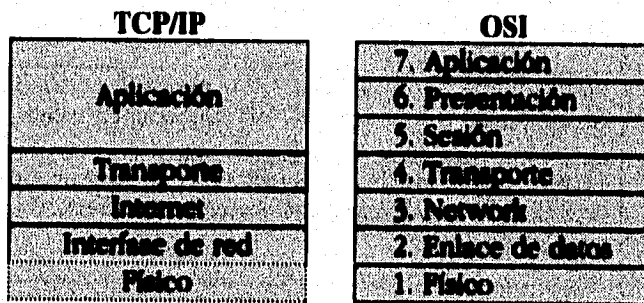 TCP/IP
Aplicación
Transporte
Internet
Interfase de red
Físico
OSI
7. Aplicación
6. Presentación
5. Sesión
4. Transporte
3. Network
2. Enlace de datos
1. Físico